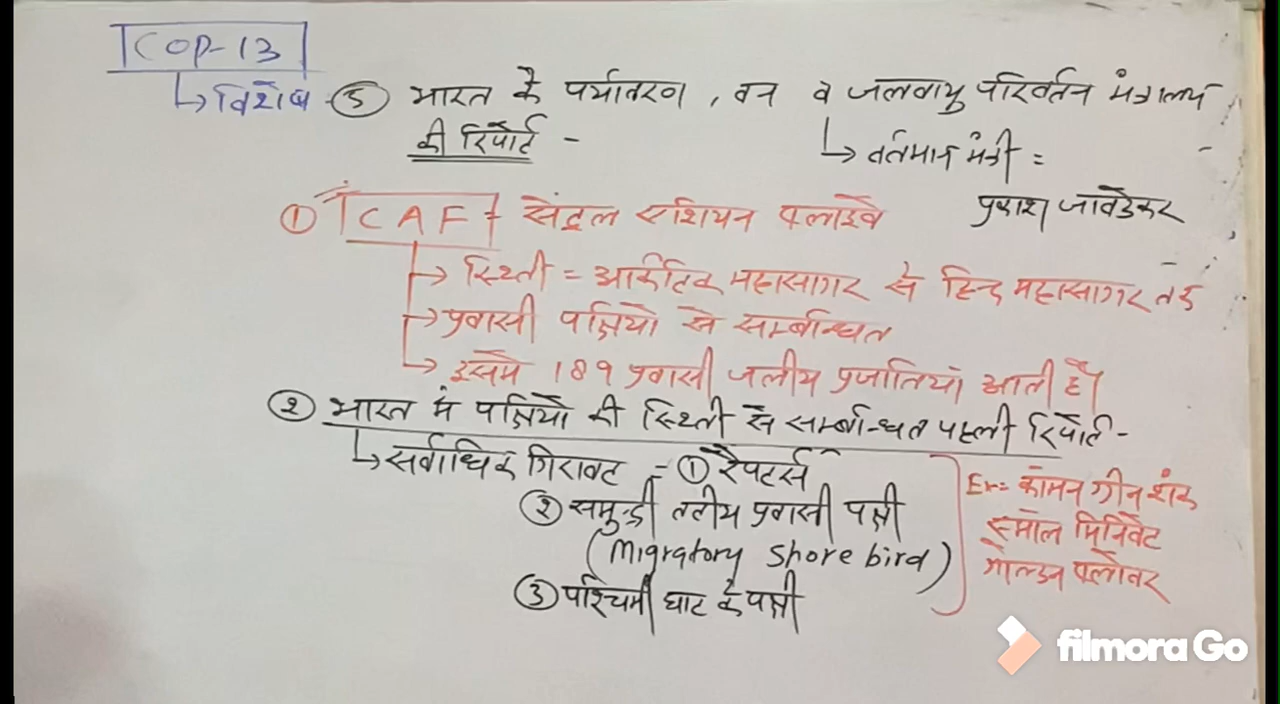 COP-13
↳ विशेष - ⑤ भारत के पर्यावरण, वन व जलवायु परिवर्तन मंत्रालय
की रिपोर्ट -
↳ वर्तमान मंत्री =
प्रकाश जावेडकर
① CAF - सेंट्रल एशियन फ्लाइवे
→ स्थिती = आर्कटिक महासागर से हिन्द महासागर तक
→ प्रवासी पक्षियो से सम्बन्धित
→ इसमे 189 प्रवासी जलीय प्रजातियां आती है
② भारत मे पक्षियो की स्थिती से सम्बन्धित पहली रिपोर्ट -
↳ सर्वाधिक गिरावट = ① रैपटर्स
② समुन्द्री तटीय प्रवासी पक्षी
(Migratory Shore bird)
③ पश्चिमी घाट के पक्षी
Ex= कॉमन ग्रीन शंक
स्मॉल मिनिवेट
गोल्डन प्लोवर
filmora Go